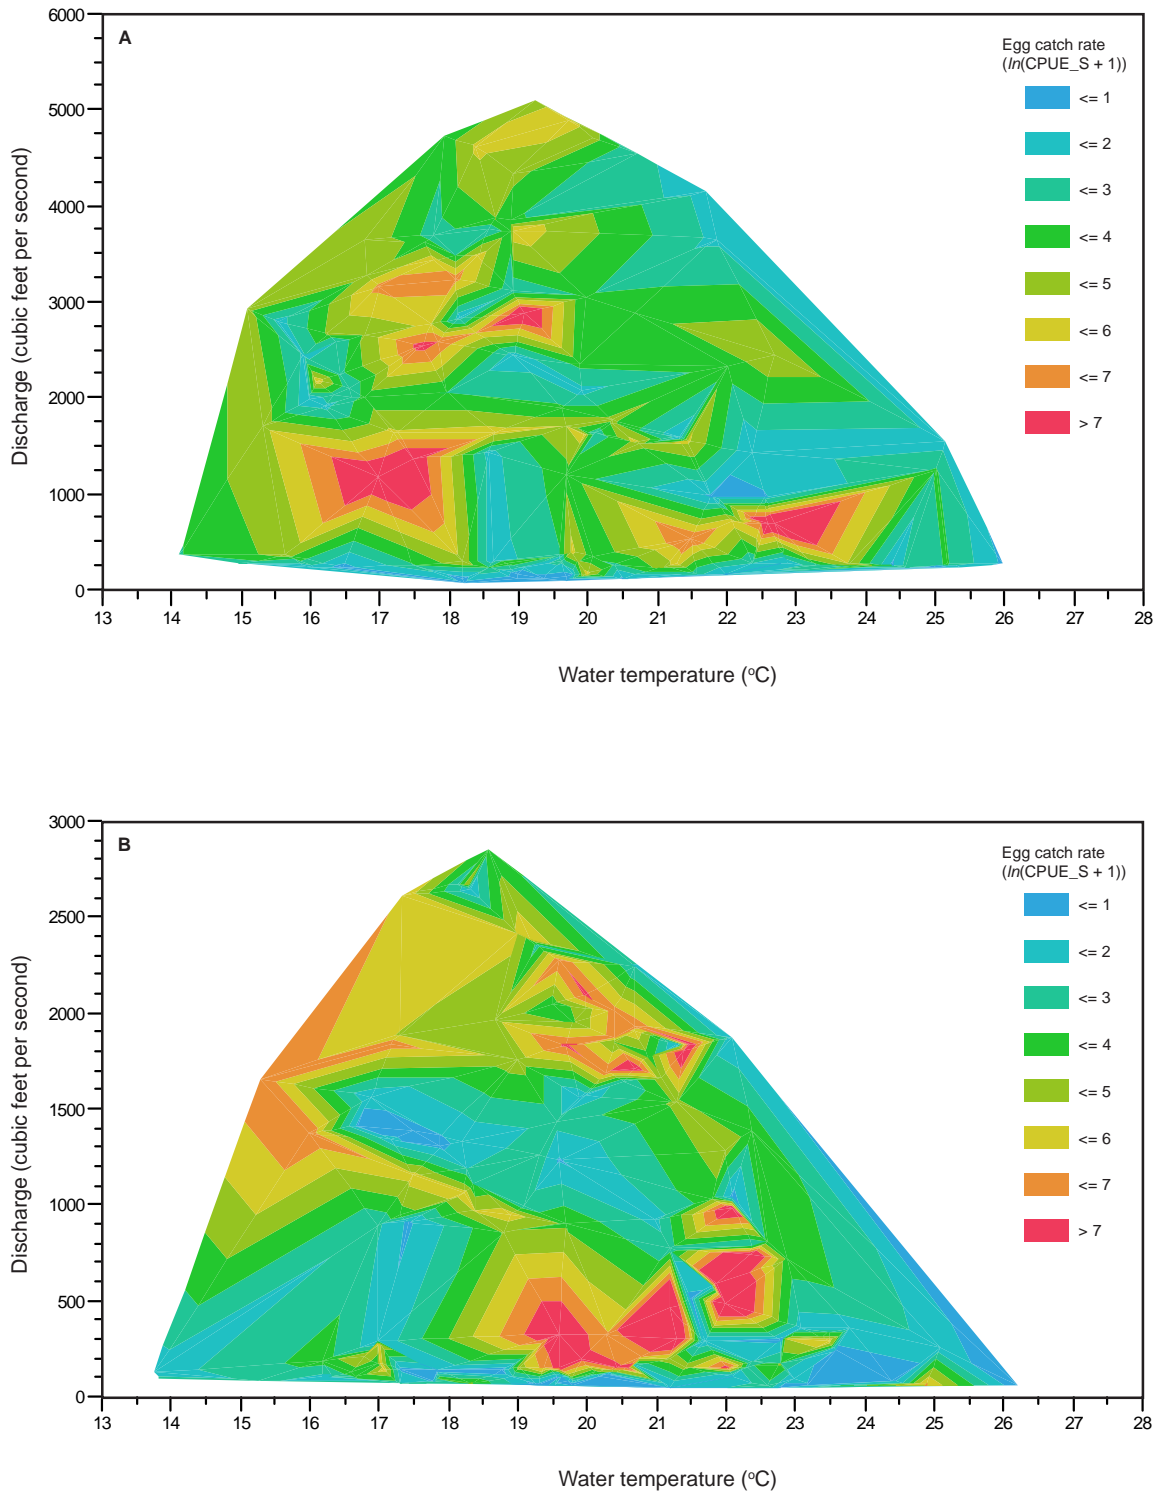 A
Egg catch rate
(ln(CPUE_S + 1))
<= 1
<= 2
<= 3
<= 4
<= 5
<= 6
<= 7
> 7
6000
5000
4000
3000
2000
1000
0
Discharge (cubic feet per second)
13 14 15 16 17 18 19 20 21 22 23 24 25 26 27 28
Water temperature (°C)
B
Egg catch rate
(ln(CPUE_S + 1))
<= 1
<= 2
<= 3
<= 4
<= 5
<= 6
<= 7
> 7
3000
2500
2000
1500
1000
500
0
Discharge (cubic feet per second)
13 14 15 16 17 18 19 20 21 22 23 24 25 26 27 28
Water temperature (°C)